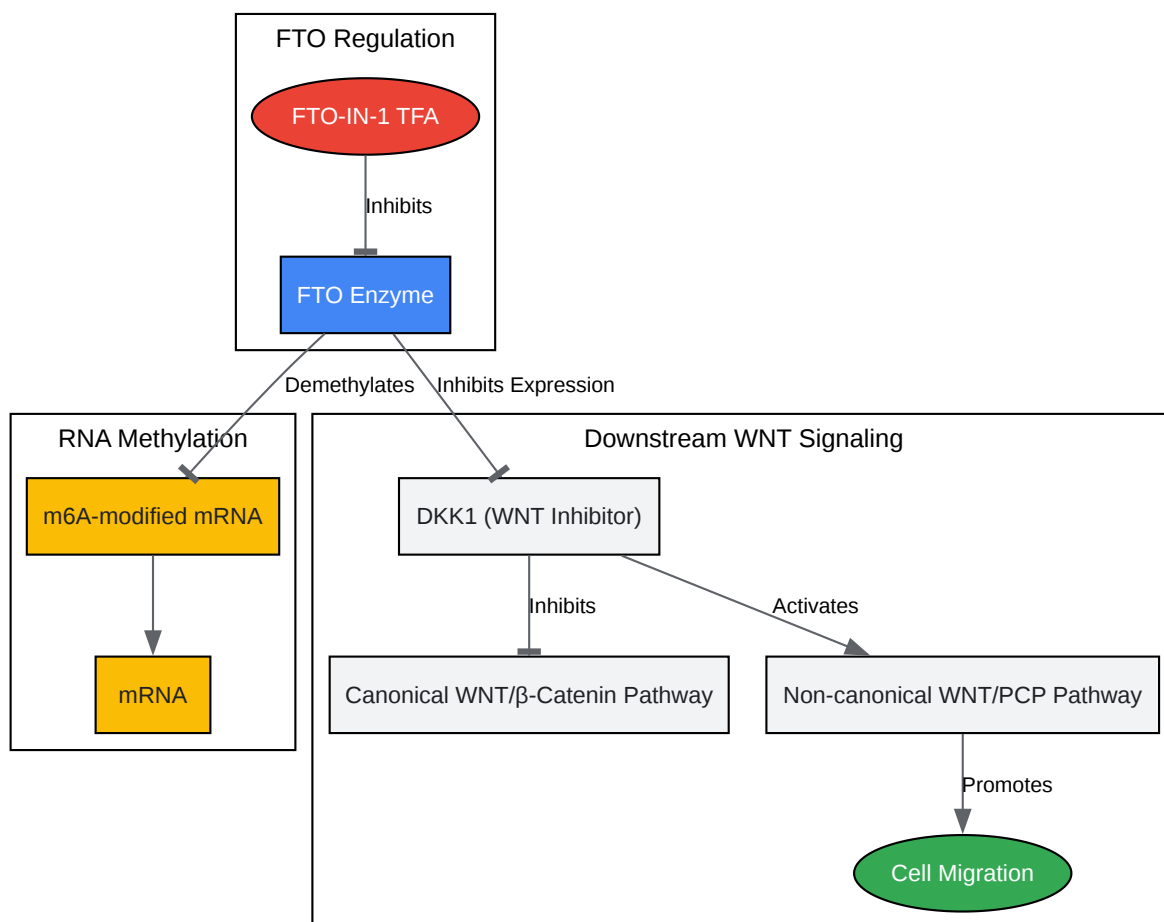 FTO Regulation
FTO-IN-1 TFA
Inhibits
FTO Enzyme
Demethylates
Inhibits Expression
RNA Methylation
Downstream WNT Signaling
m6A-modified mRNA
DKK1 (WNT Inhibitor)
Inhibits
Activates
mRNA
Canonical WNT/β-Catenin Pathway
Non-canonical WNT/PCP Pathway
Promotes
Cell Migration